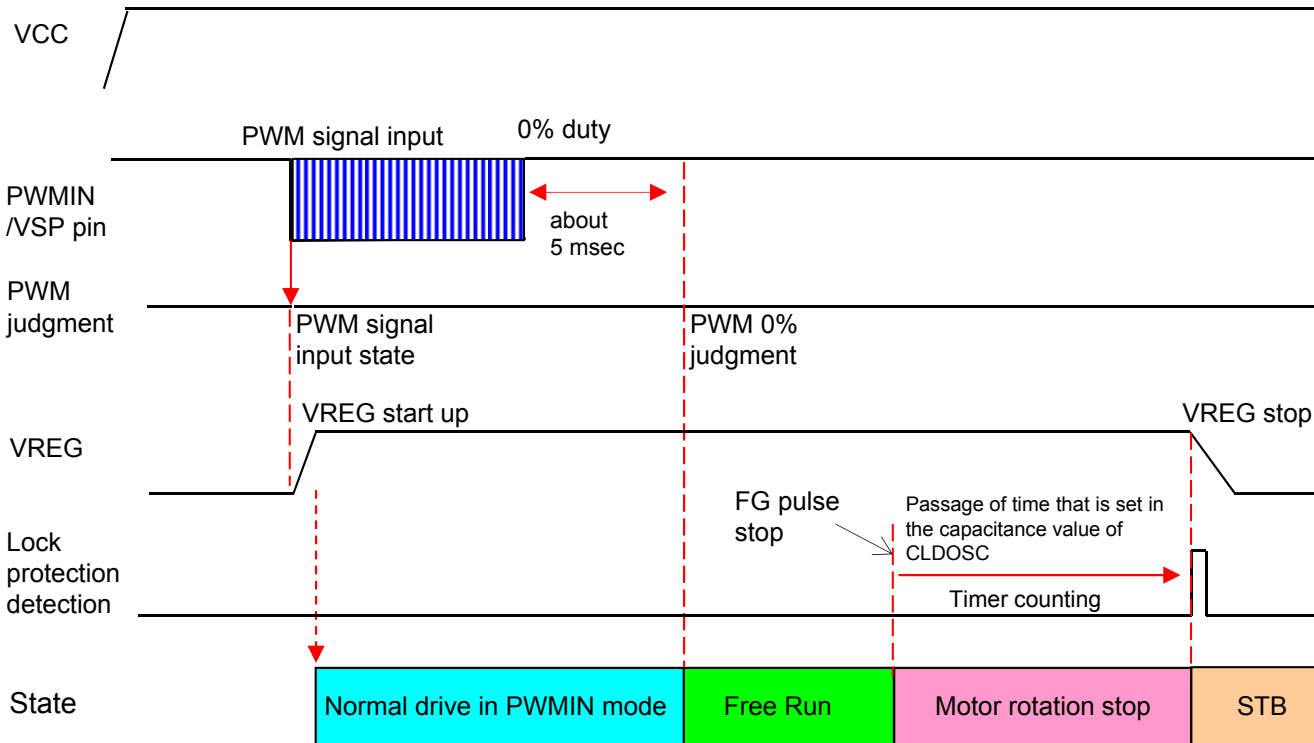 VCC
PWM signal input
0% duty
PWMIN
/VSP pin
about
5 msec
PWM
judgment
PWM signal
input state
PWM 0%
judgment
VREG start up
VREG stop
VREG
FG pulse
stop
Passage of time that is set in
the capacitance value of
CLDOSC
Lock
protection
detection
Timer counting
State
Normal drive in PWMIN mode
Free Run
Motor rotation stop
STB